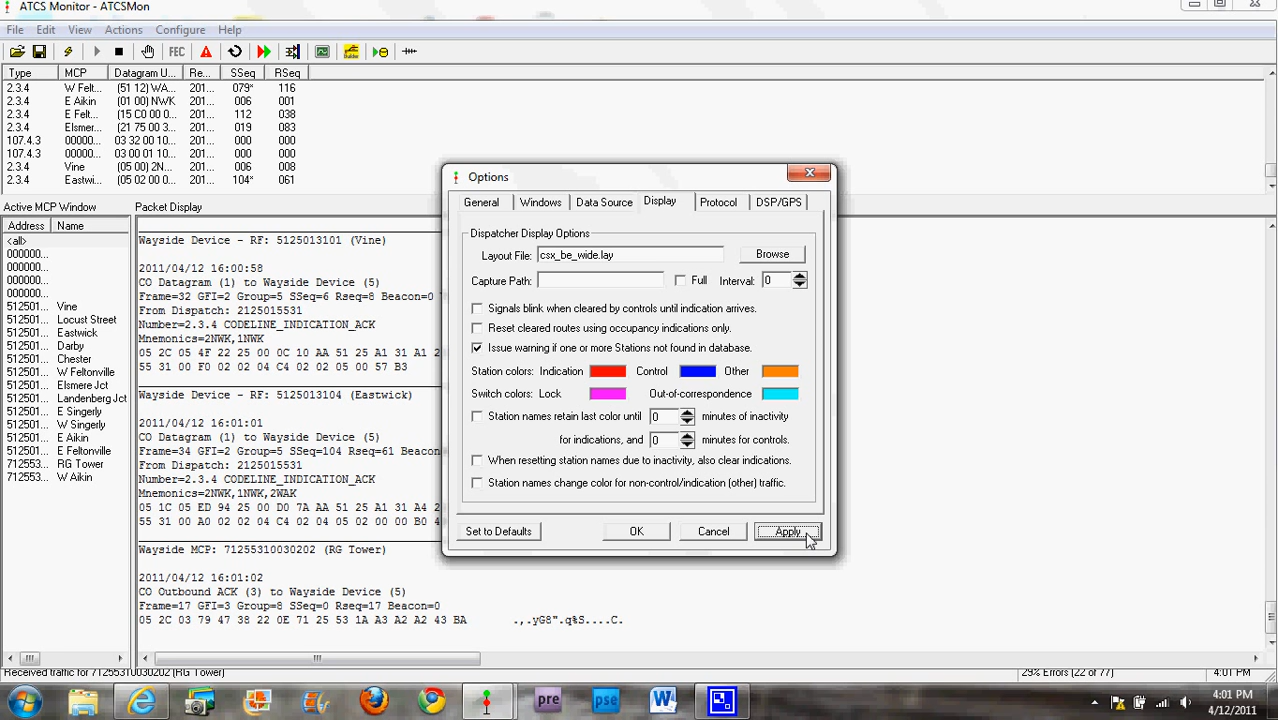 ATCS Monitor - ATCSMon
File Edit View Actions Configure Help
FEC
Type MCP Datagram U... Re... SSeq RSeq
2.3.4 W Felt... (51 12) WA... 201... 079* 116
2.3.4 E Aikin (01 00) NWK 201... 006 001
2.3.4 E Felt... (15 C0 00 0... 201... 112 038
2.3.4 Elsmer... (21 75 00 3... 201... 019 083
107.4.3 00000... 03 32 00 10... 201... 000 000
107.4.3 00000... 03 00 01 10... 201... 000 000
2.3.4 Vine (05 00) 2N... 201... 006 008
2.3.4 Eastwi... (05 02 00 0... 201... 104* 061
Active MCP Window
Address Name
<all>
000000...
000000...
000000...
000000...
512501... Vine
512501... Locust Street
512501... Eastwick
512501... Darby
512501... Chester
512501... W Feltonville
512501... Elsmere Jct
512501... Landenberg Jct
512501... E Singerly
512501... W Singerly
512501... E Aikin
512501... E Feltonville
712553... RG Tower
712553... W Aikin
Packet Display
Wayside Device - RF: 5125013101 (Vine)
2011/04/12 16:00:58
CO Datagram (1) to Wayside Device (5)
Frame=32 GFI=2 Group=5 SSeq=6 Rseq=8 Beacon=0
From Dispatch: 2125015531
Number=2.3.4 CODELINE_INDICATION_ACK
Mnemonics=2NWK,1NWK
05 2C 05 4F 22 25 00 0C 10 AA 51 25 A1 31 A1 2
55 31 00 F0 02 02 04 C4 02 02 05 00 57 B3
Wayside Device - RF: 5125013104 (Eastwick)
2011/04/12 16:01:01
CO Datagram (1) to Wayside Device (5)
Frame=34 GFI=2 Group=5 SSeq=104 Rseq=61 Beaco
From Dispatch: 2125015531
Number=2.3.4 CODELINE_INDICATION_ACK
Mnemonics=2NWK,1NWK,2WAK
05 1C 05 ED 94 25 00 D0 7A AA 51 25 A1 31 A4 2
55 31 00 A0 02 02 04 C4 02 04 05 02 00 00 B0 4
Wayside MCP: 71255310030202 (RG Tower)
2011/04/12 16:01:02
CO Outbound ACK (3) to Wayside Device (5)
Frame=17 GFI=3 Group=8 SSeq=0 Rseq=17 Beacon=0
05 2C 03 79 47 38 22 0E 71 25 53 1A A3 A2 A2 43 BA .,.yG8".q%S....C.
Options
General Windows Data Source Display Protocol DSP/GPS
Dispatcher Display Options
Layout File: csx_be_wide.lay Browse
Capture Path: Full Interval: 0
Signals blink when cleared by controls until indication arrives.
Reset cleared routes using occupancy indications only.
Issue warning if one or more Stations not found in database.
Station colors: Indication Control Other
Switch colors: Lock Out-of-correspondence
Station names retain last color until 0 minutes of inactivity
for indications, and 0 minutes for controls.
When resetting station names due to inactivity, also clear indications.
Station names change color for non-control/indication (other) traffic.
Set to Defaults OK Cancel Apply
Received traffic for 71255310030202 (RG Tower) 29% Errors (22 of 77) 4:01 PM
pre pse W 4:01 PM
4/12/2011